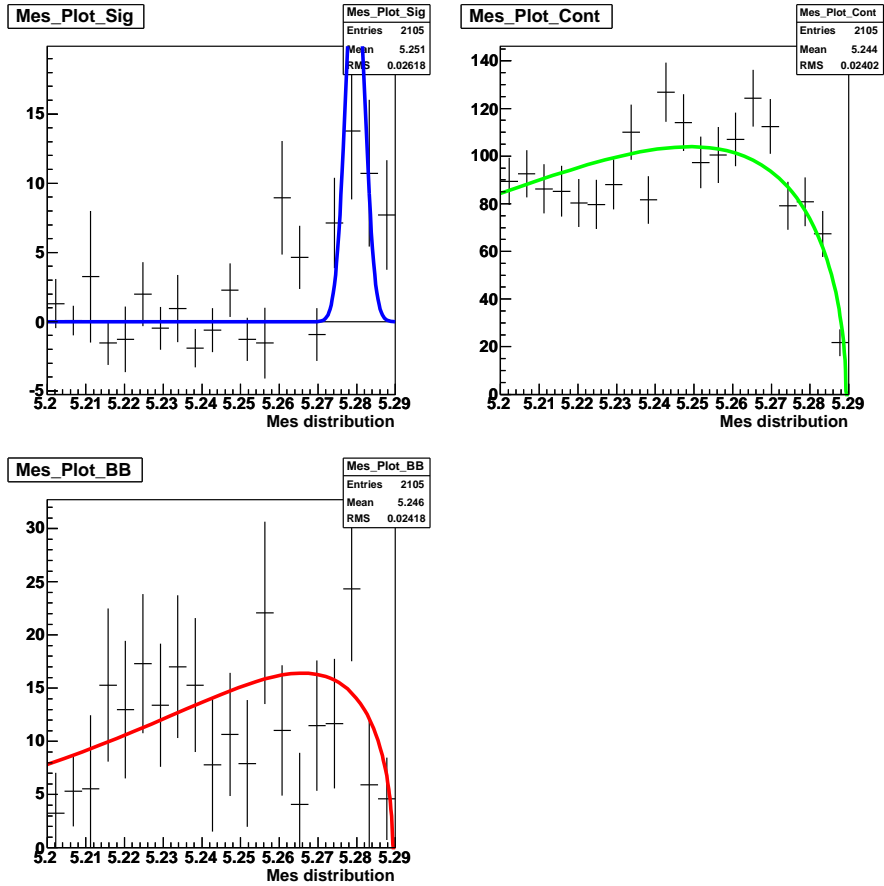 Mes_Plot_Sig
Mes_Plot_Sig
Entries 2105
Mean 5.251
RMS 0.02618
15
10
5
0
-5
5.2 5.21 5.22 5.23 5.24 5.25 5.26 5.27 5.28 5.29
Mes distribution
Mes_Plot_Cont
Mes_Plot_Cont
Entries 2105
Mean 5.244
RMS 0.02402
140
120
100
80
60
40
20
0
5.2 5.21 5.22 5.23 5.24 5.25 5.26 5.27 5.28 5.29
Mes distribution
Mes_Plot_BB
Mes_Plot_BB
Entries 2105
Mean 5.246
RMS 0.02418
30
25
20
15
10
5
0
5.2 5.21 5.22 5.23 5.24 5.25 5.26 5.27 5.28 5.29
Mes distribution